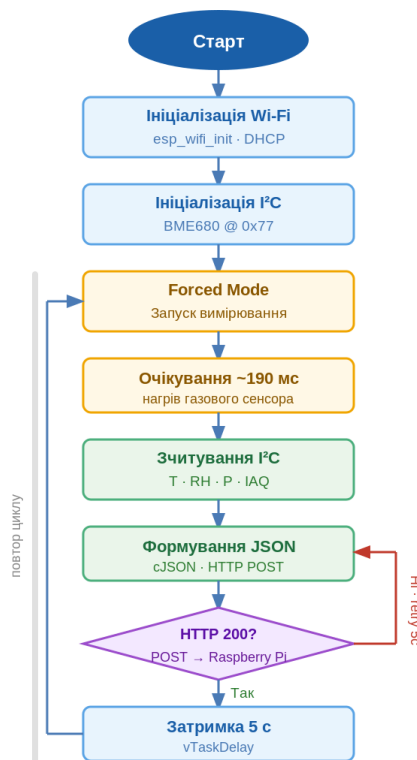 Старт
Ініціалізація Wi-Fi
esp_wifi_init · DHCP
Ініціалізація I²C
BME680 @ 0x77
Forced Mode
Запуск вимірювання
Очікування ~190 мс
нагрів газового сенсора
Зчитування I²C
T · RH · P · IAQ
Формування JSON
cJSON · HTTP POST
HTTP 200?
POST → Raspberry Pi
Так
Затримка 5 с
vTaskDelay
повтор циклу